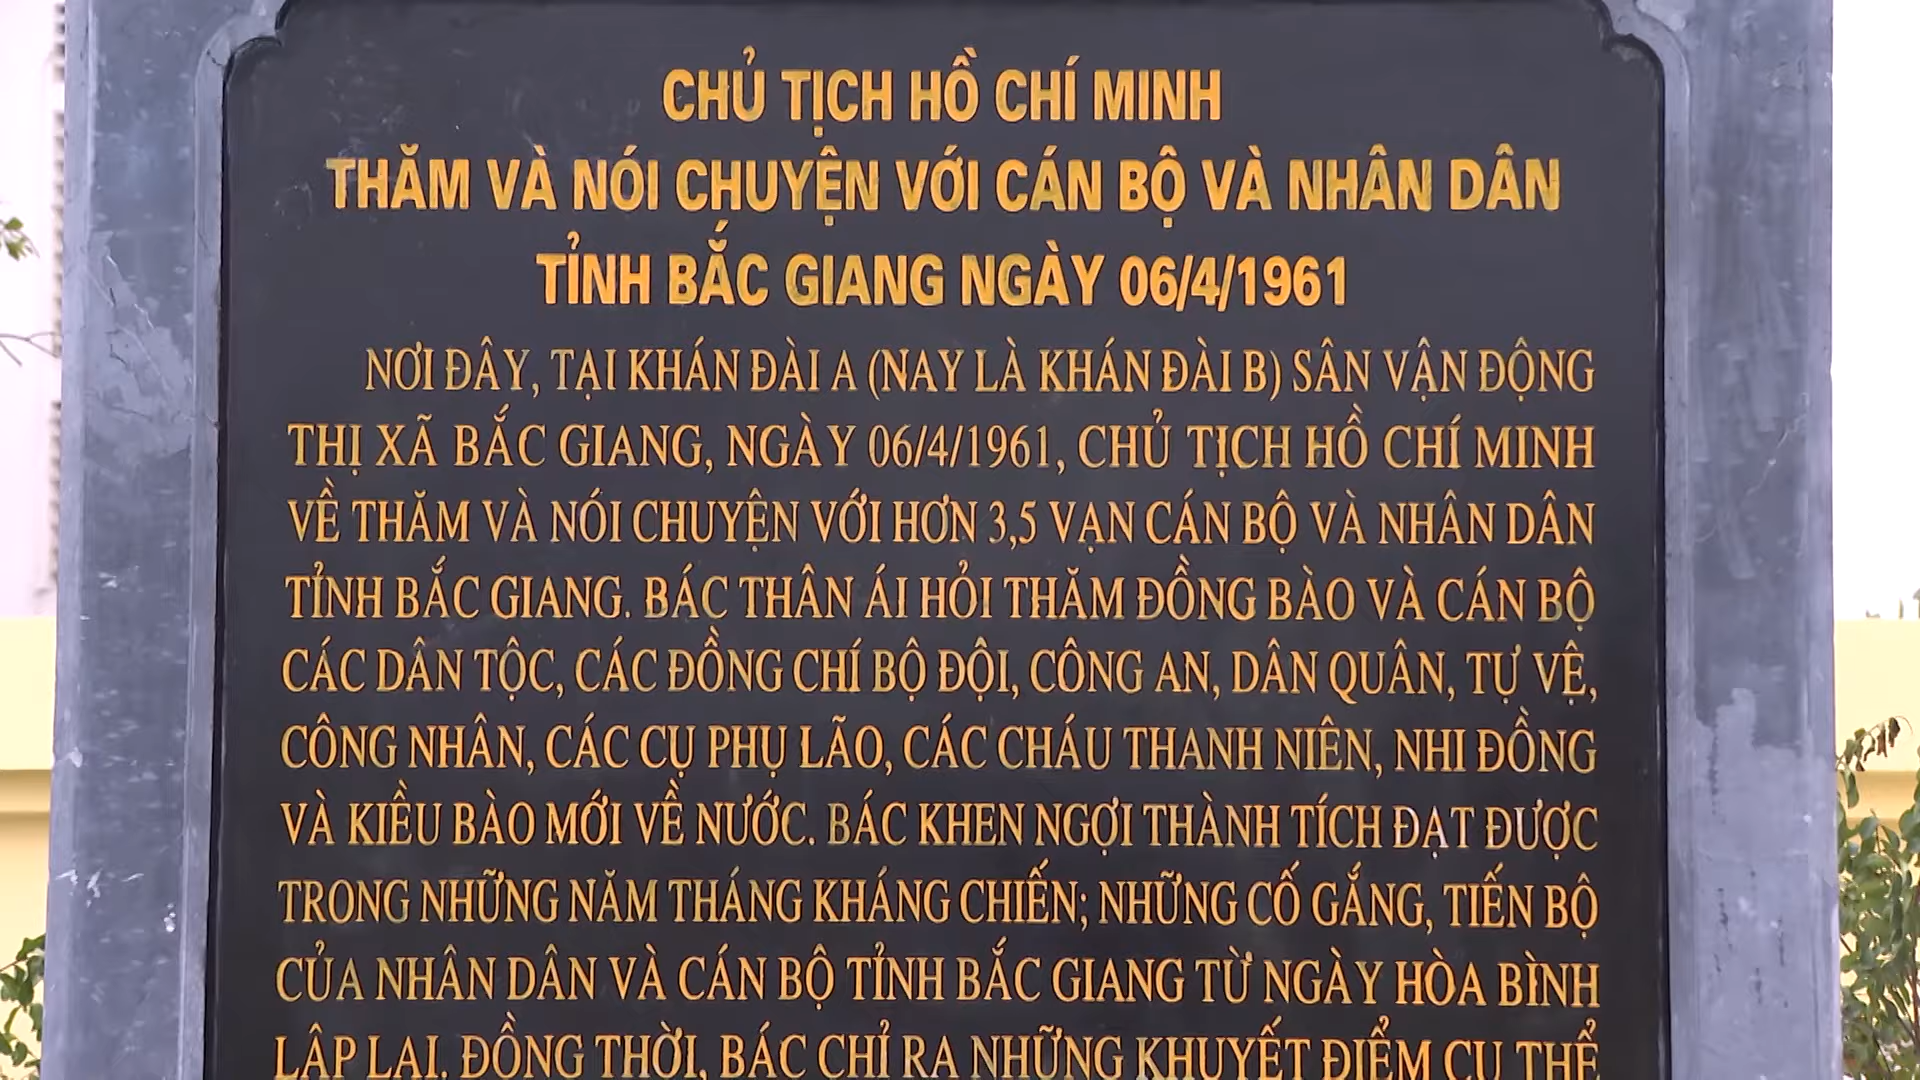 CHỦ TỊCH HỒ CHÍ MINH
THĂM VÀ NÓI CHUYỆN VỚI CÁN BỘ VÀ NHÂN DÂN
TỈNH BẮC GIANG NGÀY 06/4/1961
NƠI ĐÂY, TẠI KHÁN ĐÀI A (NAY LÀ KHÁN ĐÀI B) SÂN VẬN ĐỘNG
THỊ XÃ BẮC GIANG, NGÀY 06/4/1961, CHỦ TỊCH HỒ CHÍ MINH
VỀ THĂM VÀ NÓI CHUYỆN VỚI HƠN 3,5 VẠN CÁN BỘ VÀ NHÂN DÂN
TỈNH BẮC GIANG. BÁC THÂN ÁI HỎI THĂM ĐỒNG BÀO VÀ CÁN BỘ
CÁC DÂN TỘC, CÁC ĐỒNG CHÍ BỘ ĐỘI, CÔNG AN, DÂN QUÂN, TỰ VỆ,
CÔNG NHÂN, CÁC CỤ PHỤ LÃO, CÁC CHÁU THANH NIÊN, NHI ĐỒNG
VÀ KIỀU BÀO MỚI VỀ NƯỚC. BÁC KHEN NGỢI THÀNH TÍCH ĐẠT ĐƯỢC
TRONG NHỮNG NĂM THÁNG KHÁNG CHIẾN; NHỮNG CỐ GẮNG, TIẾN BỘ
CỦA NHÂN DÂN VÀ CÁN BỘ TỈNH BẮC GIANG TỪ NGÀY HÒA BÌNH
LẬP LẠI. ĐỒNG THỜI, BÁC CHỈ RA NHỮNG KHUYẾT ĐIỂM CỤ THỂ